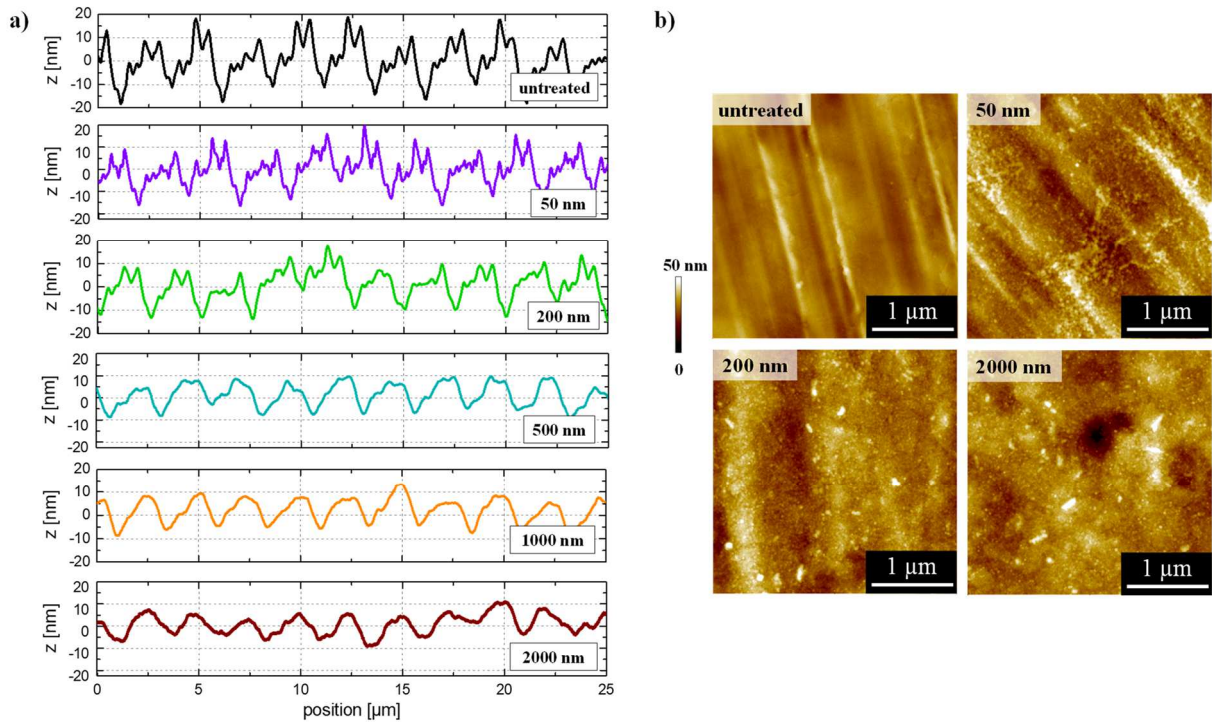 a)
z [nm]
20
10
0
-10
-20
untreated
z [nm]
20
10
0
-10
-20
50 nm
z [nm]
20
10
0
-10
-20
200 nm
z [nm]
20
10
0
-10
-20
500 nm
z [nm]
20
10
0
-10
-20
1000 nm
z [nm]
20
10
0
-10
-20
2000 nm
0 5 10 15 20 25
position [µm]
b)
untreated
1 µm
50 nm
1 µm
50 nm
0
200 nm
1 µm
2000 nm
1 µm